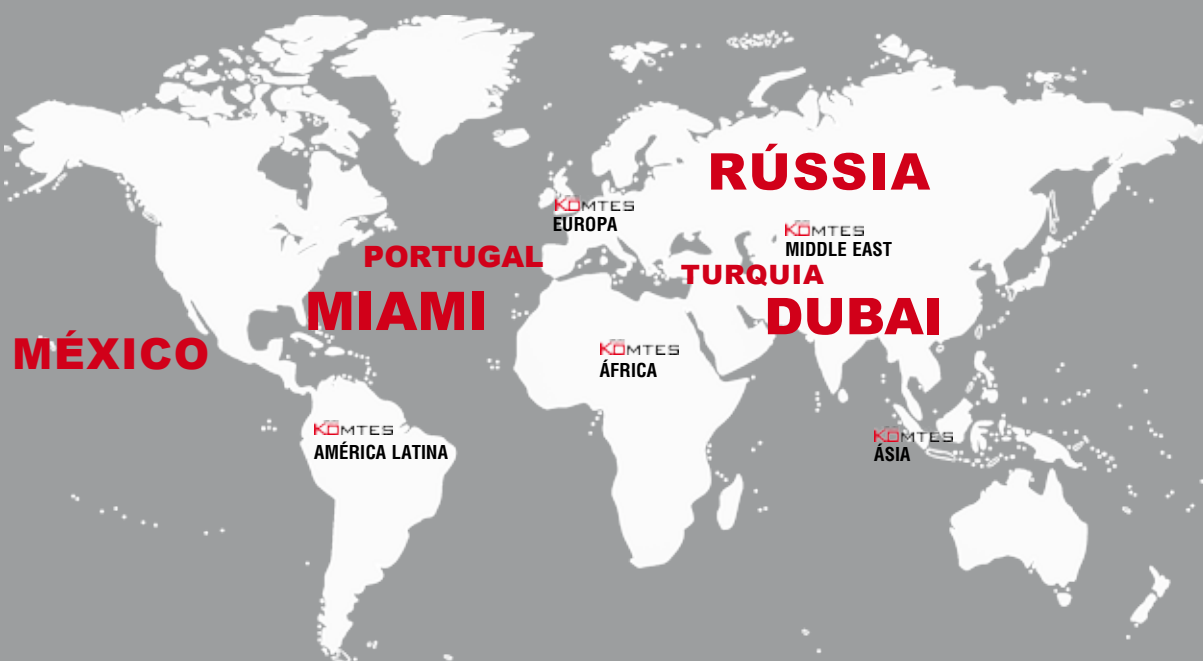 RÚSSIA
KOMTES
EUROPA
KOMTES
MIDDLE EAST
PORTUGAL
TURQUIA
MIAMI
DUBAI
MÉXICO
KOMTES
ÁFRICA
KOMTES
AMÉRICA LATINA
KOMTES
ÁSIA